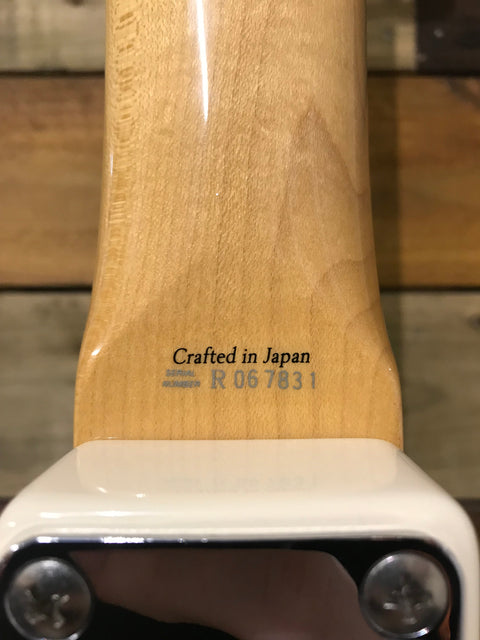 Crafted in Japan
SERIAL
NUMBER R 067831